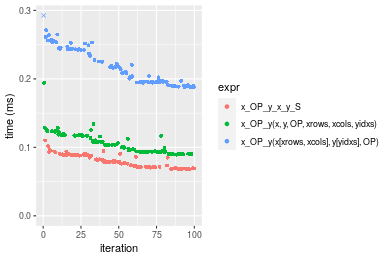 0.3
0.2
0.1
0.0
time (ms)
0
25
50
75
100
iteration
expr
x_OP_y_x_y_S
x_OP_y(x, y, OP, xrows, xcols, yidxs)
x_OP_y(x[xrows, xcols], y[yidxs], OP)